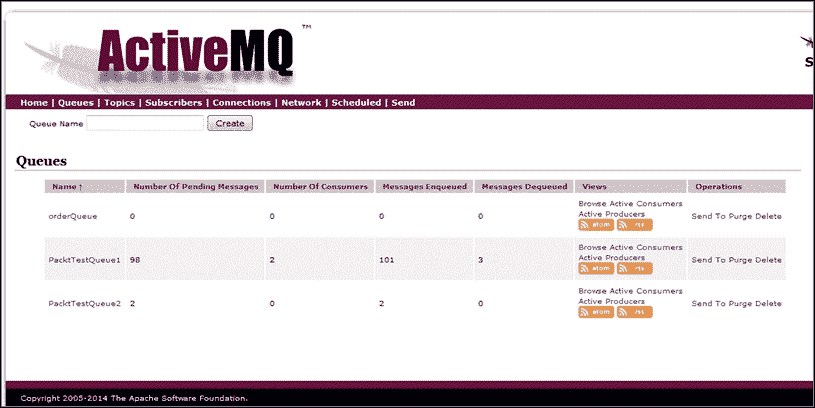 ActiveMQ™
S
Home | Queues | Topics | Subscribers | Connections | Network | Scheduled | Send
Queue Name Create
Queues
Name ↑ Number Of Pending Messages Number Of Consumers Messages Enqueued Messages Dequeued Views Operations
Browse Active Consumers
orderQueue 0 0 0 0 Active Producers Send To Purge Delete
atom rss
Browse Active Consumers
PacktTestQueue1 98 2 101 3 Active Producers Send To Purge Delete
atom rss
Browse Active Consumers
PacktTestQueue2 2 0 2 0 Active Producers Send To Purge Delete
atom rss
Copyright 2005-2014 The Apache Software Foundation.